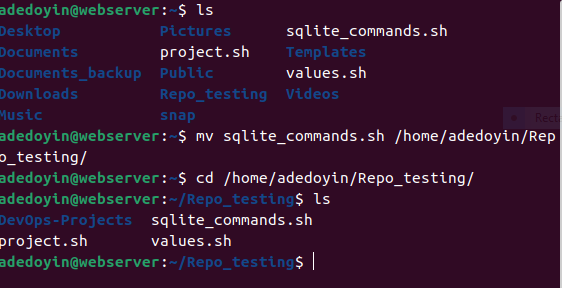 adedoyin@webserver:~$ ls
Desktop Pictures sqlite_commands.sh
Documents project.sh Templates
Documents_backup Public values.sh
Downloads Repo_testing Videos
Music snap
adedoyin@webserver:~$ mv sqlite_commands.sh /home/adedoyin/Rep
o_testing/
adedoyin@webserver:~$ cd /home/adedoyin/Repo_testing/
adedoyin@webserver:~/Repo_testing$ ls
DevOps-Projects sqlite_commands.sh
project.sh values.sh
adedoyin@webserver:~/Repo_testing$